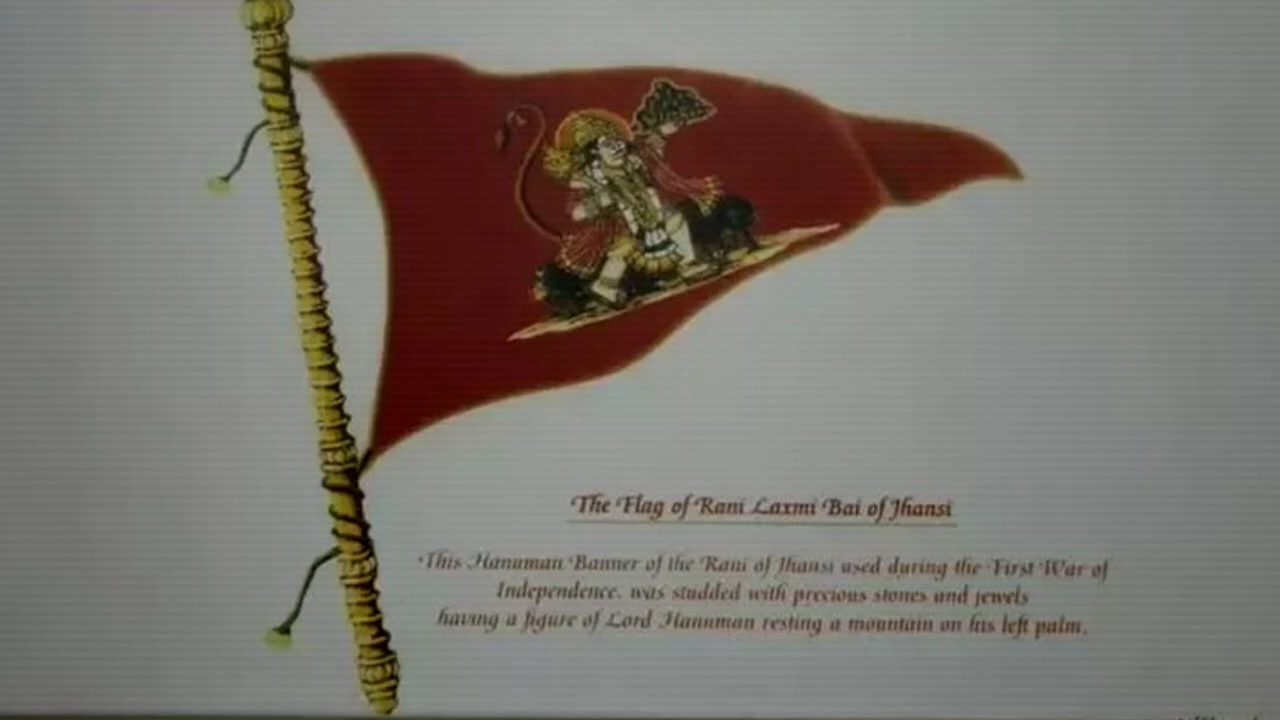 The Flag of Rani Laxmi Bai of Jhansi
This Hanuman Banner of the Rani of Jhansi used during the First War of
Independence, was studded with precious stones and jewels
having a figure of Lord Hanuman resting a mountain on his left palm.